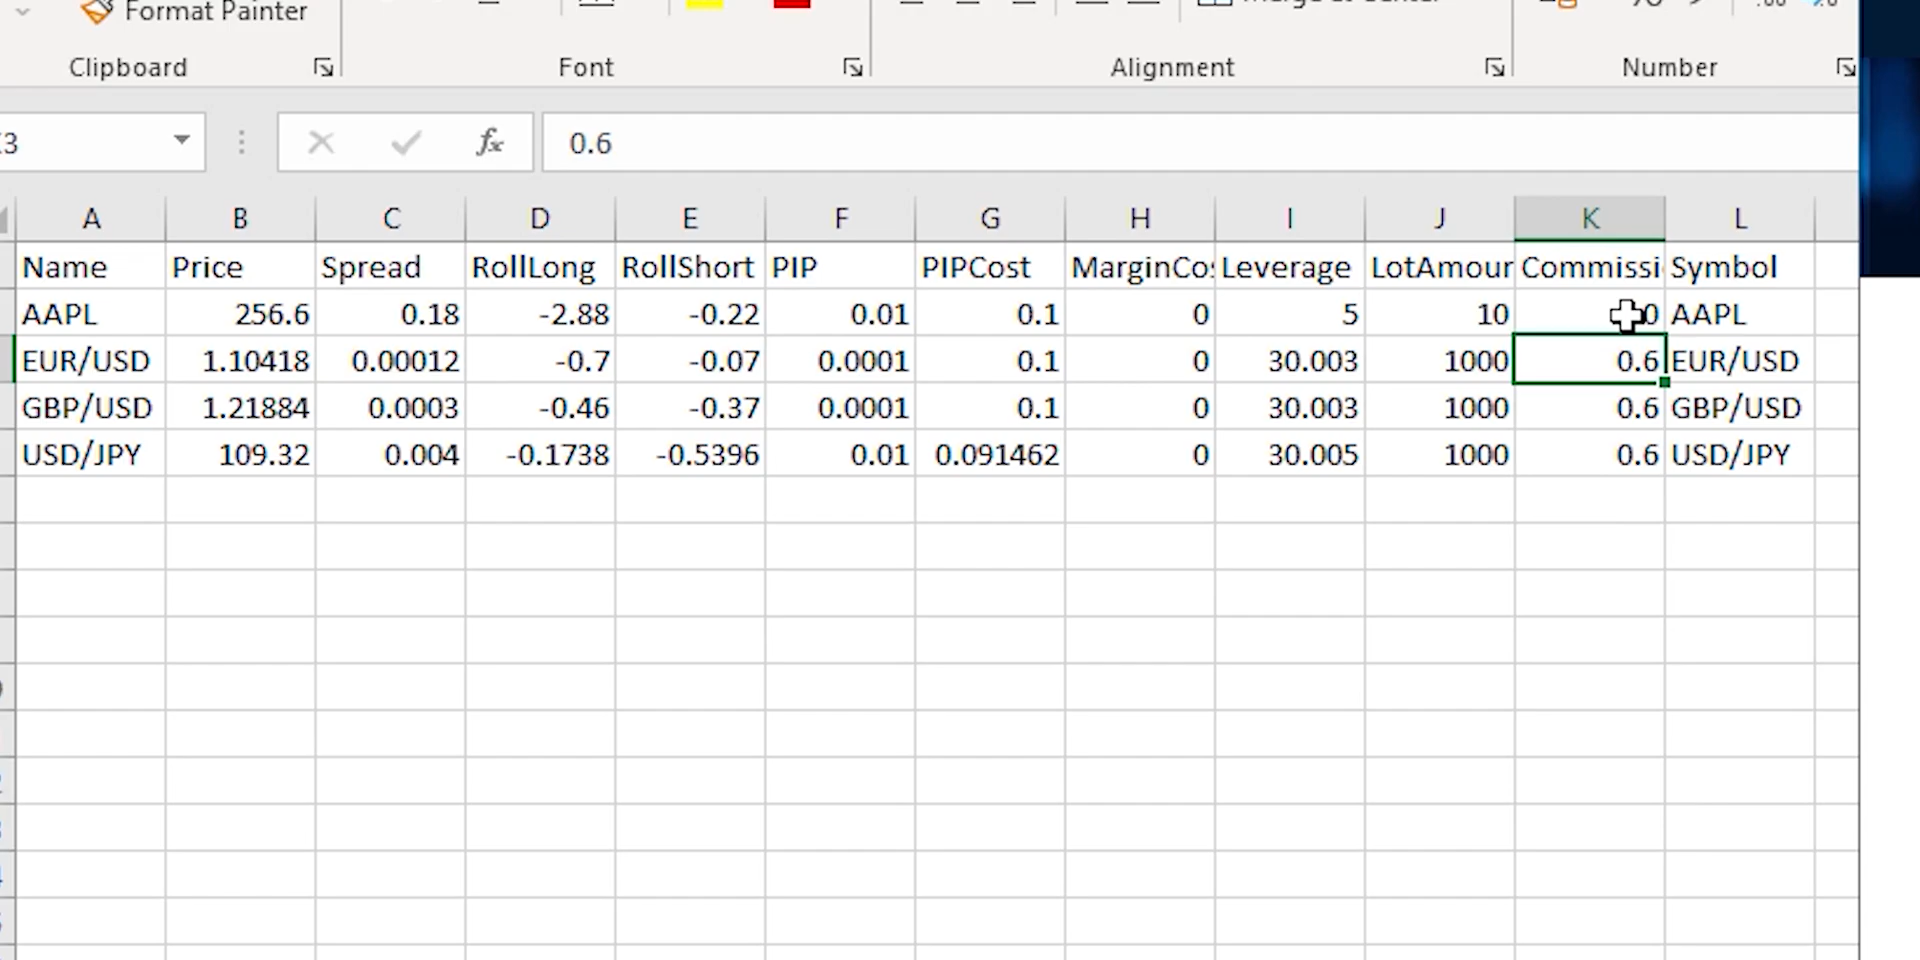 Format Painter
Clipboard Font Alignment Number
3 fx 0.6
A B C D E F G H I J K L
Name Price Spread RollLong RollShort PIP PIPCost MarginCos Leverage LotAmour Commissi Symbol
AAPL 256.6 0.18 -2.88 -0.22 0.01 0.1 0 5 10 0 AAPL
EUR/USD 1.10418 0.00012 -0.7 -0.07 0.0001 0.1 0 30.003 1000 0.6 EUR/USD
GBP/USD 1.21884 0.0003 -0.46 -0.37 0.0001 0.1 0 30.003 1000 0.6 GBP/USD
USD/JPY 109.32 0.004 -0.1738 -0.5396 0.01 0.091462 0 30.005 1000 0.6 USD/JPY